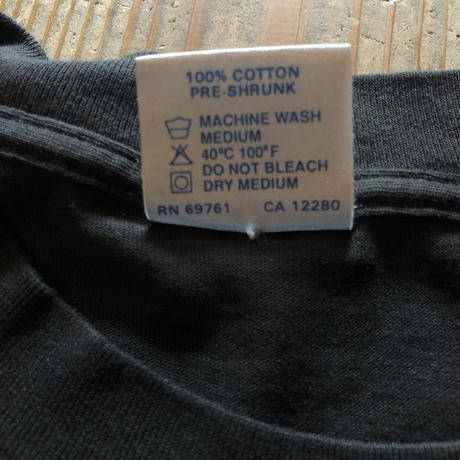 100% COTTON
PRE-SHRUNK
MACHINE WASH
MEDIUM
40°C 100°F
DO NOT BLEACH
DRY MEDIUM
RN 69761 CA 12280